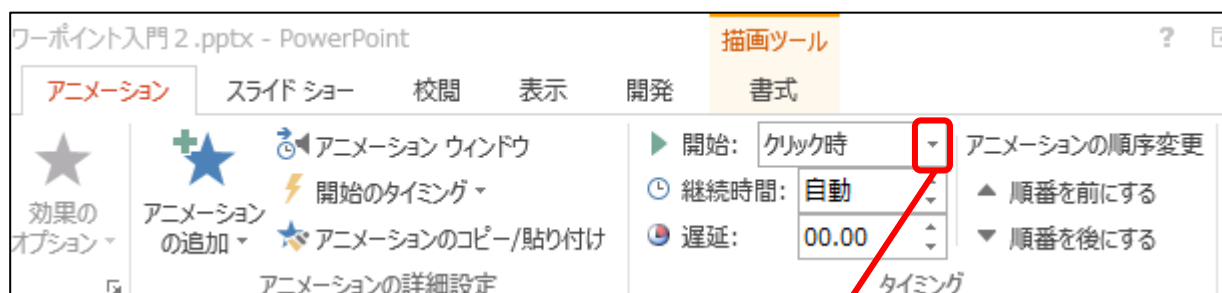 ワーポイント入門２.pptx - PowerPoint
描画ツール
?
アニメーション
スライド ショー
校閲
表示
開発
書式
効果の
オプション
アニメーション
の追加
アニメーション ウィンドウ
開始のタイミング
アニメーションのコピー/貼り付け
アニメーションの詳細設定
開始: クリック時
継続時間: 自動
遅延: 00.00
アニメーションの順序変更
順番を前にする
順番を後にする
タイミング